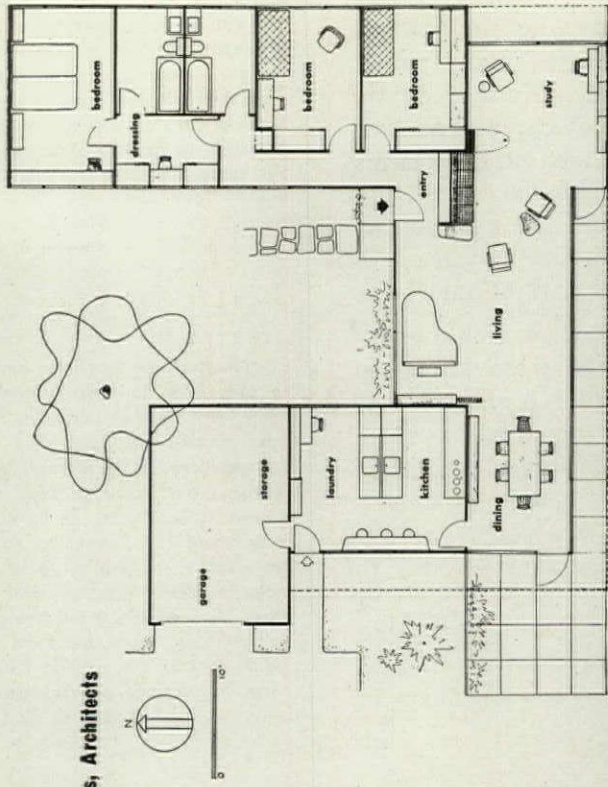 s, Architects
N
0 10'
bedroom
dressing
bedroom
bedroom
study
entry
living
dining
kitchen
laundry
storage
garage